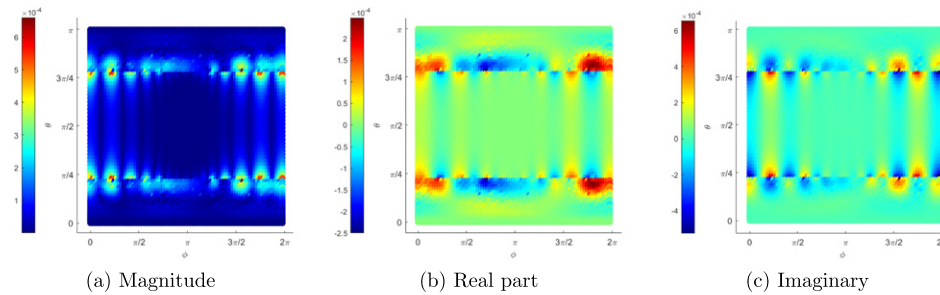 ×10⁻⁴ ×10⁻⁴ ×10⁻⁴
6 5 4 3 2 1
π 3π/4 π/2 π/4 0
θ
0 π/2 π 3π/2 2π
ϕ
2 1.5 1 0.5 0 -0.5 -1 -1.5 -2 -2.5
π 3π/4 π/2 π/4 0
θ
0 π/2 π 3π/2 2π
ϕ
6 4 2 0 -2 -4
π 3π/4 π/2 π/4 0
θ
0 π/2 π 3π/2 2π
ϕ
(a) Magnitude (b) Real part (c) Imaginary